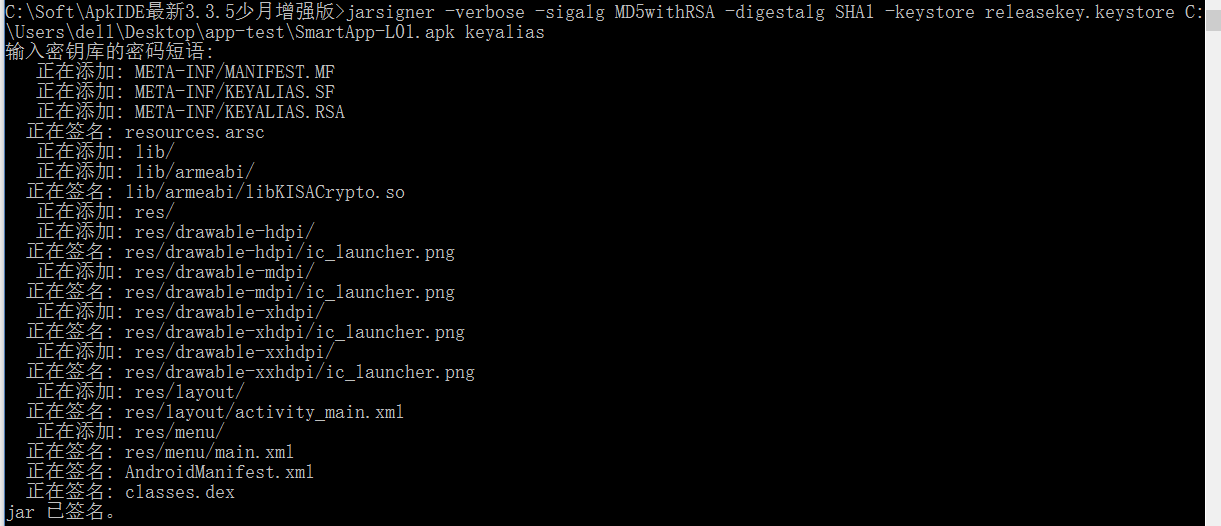 C:\Soft\ApkIDE最新3.3.5少月增强版>jarsigner -verbose -sigalg MD5withRSA -digestalg SHA1 -keystore releasekey.keystore C:
\Users\dell\Desktop\app-test\SmartApp-L01.apk keyalias
输入密钥库的密码短语:
正在添加: META-INF/MANIFEST.MF
正在添加: META-INF/KEYALIAS.SF
正在添加: META-INF/KEYALIAS.RSA
正在签名: resources.arsc
正在添加: lib/
正在添加: lib/armeabi/
正在签名: lib/armeabi/libKISACrypto.so
正在添加: res/
正在添加: res/drawable-hdpi/
正在签名: res/drawable-hdpi/ic_launcher.png
正在添加: res/drawable-mdpi/
正在签名: res/drawable-mdpi/ic_launcher.png
正在添加: res/drawable-xhdpi/
正在签名: res/drawable-xhdpi/ic_launcher.png
正在添加: res/drawable-xxhdpi/
正在签名: res/drawable-xxhdpi/ic_launcher.png
正在添加: res/layout/
正在签名: res/layout/activity_main.xml
正在添加: res/menu/
正在签名: res/menu/main.xml
正在签名: AndroidManifest.xml
正在签名: classes.dex
jar 已签名。